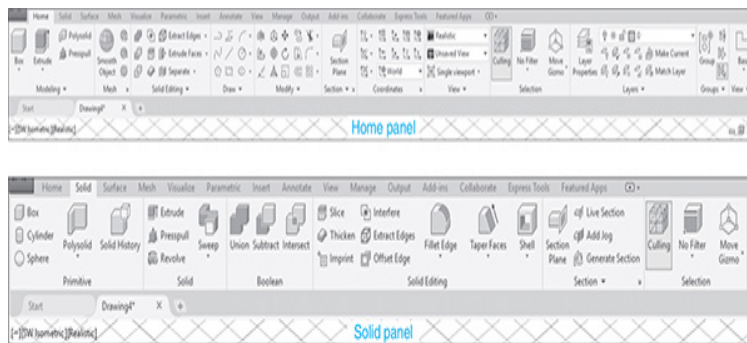 Home Solid Surface Mesh Visualize Parametric Insert Annotate View Manage Output Add-ins Collaborate Express Tools Featured Apps
Box Extrude Polysolid Presspull Smooth Object Extract Edges Extrude Faces Separate Section Plane World Realistic Unsaved View Single viewport Culling No Filter Move Gizmo Layer Properties Make Current Match Layer Group Base
Modeling Mesh Solid Editing Draw Modify Section Coordinates View Selection Layers Groups View
Start Drawing4* X +
[-][SW Isometric][Realistic]
Home panel
Home Solid Surface Mesh Visualize Parametric Insert Annotate View Manage Output Add-ins Collaborate Express Tools Featured Apps
Box Extrude Slice Interfere Live Section
Cylinder Presspull Thicken Extract Edges Add Jog
Sphere Polysolid Solid History Revolve Sweep Union Subtract Intersect Imprint Offset Edge Fillet Edge Taper Faces Shell Section Plane Generate Section Culling No Filter Move Gizmo
Primitive Solid Boolean Solid Editing Section Selection
Start Drawing4* X +
[-][SW Isometric][Realistic]
Solid panel